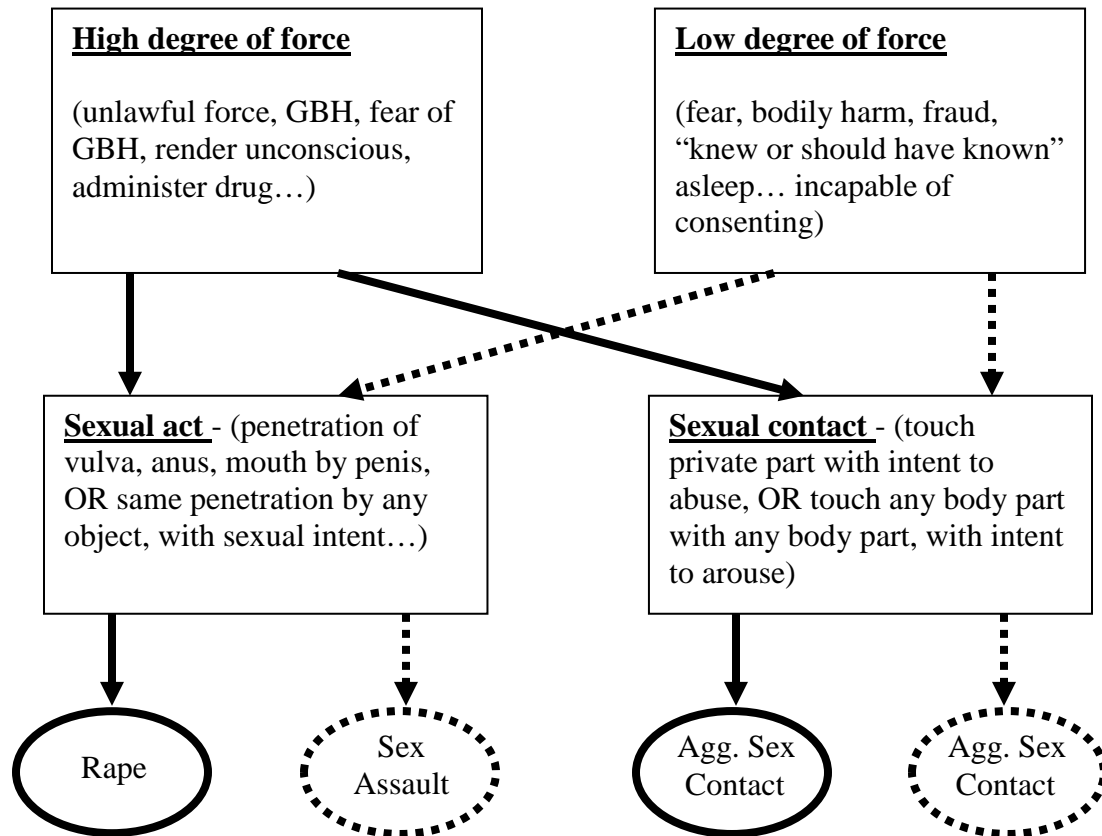 High degree of force
(unlawful force, GBH, fear of
GBH, render unconscious,
administer drug…)
Low degree of force
(fear, bodily harm, fraud,
“knew or should have known”
asleep… incapable of
consenting)
Sexual act - (penetration of
vulva, anus, mouth by penis,
OR same penetration by any
object, with sexual intent…)
Sexual contact - (touch
private part with intent to
abuse, OR touch any body part
with any body part, with intent
to arouse)
Rape
Sex
Assault
Agg. Sex
Contact
Agg. Sex
Contact